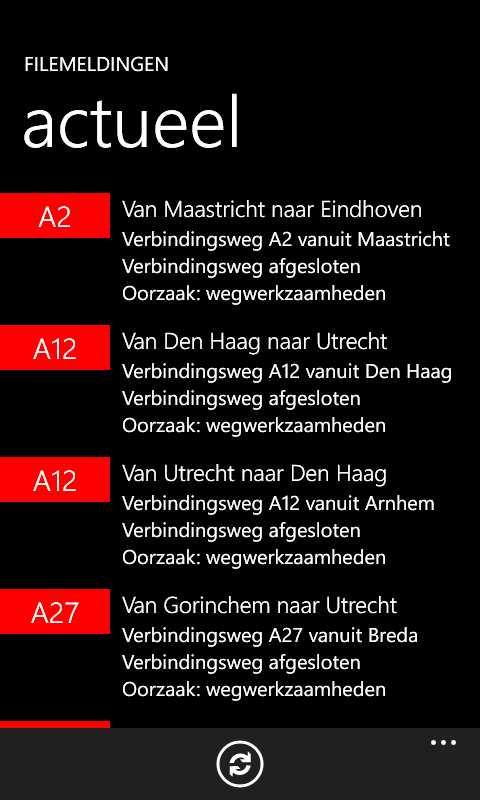 FILEMELDINGEN
actueel
A2
Van Maastricht naar Eindhoven
Verbindingsweg A2 vanuit Maastricht
Verbindingsweg afgesloten
Oorzaak: wegwerkzaamheden
A12
Van Den Haag naar Utrecht
Verbindingsweg A12 vanuit Den Haag
Verbindingsweg afgesloten
Oorzaak: wegwerkzaamheden
A12
Van Utrecht naar Den Haag
Verbindingsweg A12 vanuit Arnhem
Verbindingsweg afgesloten
Oorzaak: wegwerkzaamheden
A27
Van Gorinchem naar Utrecht
Verbindingsweg A27 vanuit Breda
Verbindingsweg afgesloten
Oorzaak: wegwerkzaamheden